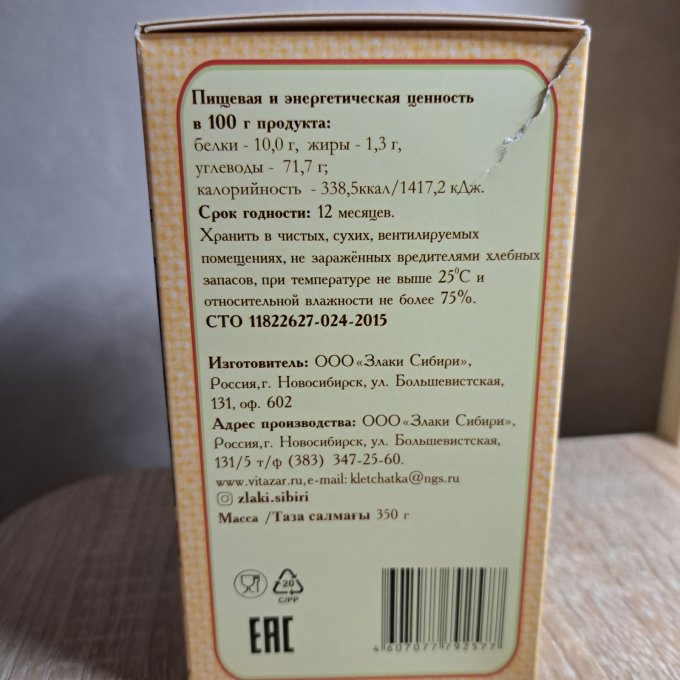 Пищевая и энергетическая ценность
в 100 г продукта:
белки - 10,0 г, жиры - 1,3 г,
углеводы - 71,7 г;
калорийность - 338,5ккал/1417,2 кДж.
Срок годности: 12 месяцев.
Хранить в чистых, сухих, вентилируемых
помещениях, не заражённых вредителями хлебных
запасов, при температуре не выше 25⁰С и
относительной влажности не более 75%.
СТО 11822627-024-2015
Изготовитель: ООО «Злаки Сибири»,
Россия,г. Новосибирск, ул. Большевистская,
131, оф. 602
Адрес производства: ООО «Злаки Сибири»,
Россия,г. Новосибирск, ул. Большевистская,
131/5 т/ф (383) 347-25-60.
www.vitazar.ru,e-mail: kletchatka@ngs.ru
zlaki.sibiri
Масса /Таза салмағы 350 г
20
C/PP
EAC
4607077792577